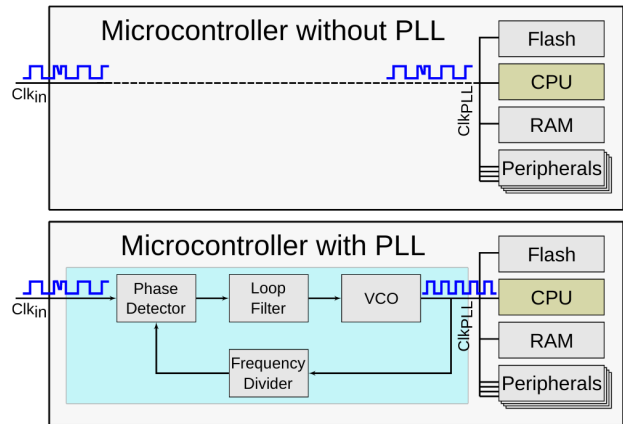 Microcontroller without PLL
Clkin
ClkPLL
Flash
CPU
RAM
Peripherals
Microcontroller with PLL
Clkin
Phase
Detector
Loop
Filter
VCO
Frequency
Divider
ClkPLL
Flash
CPU
RAM
Peripherals